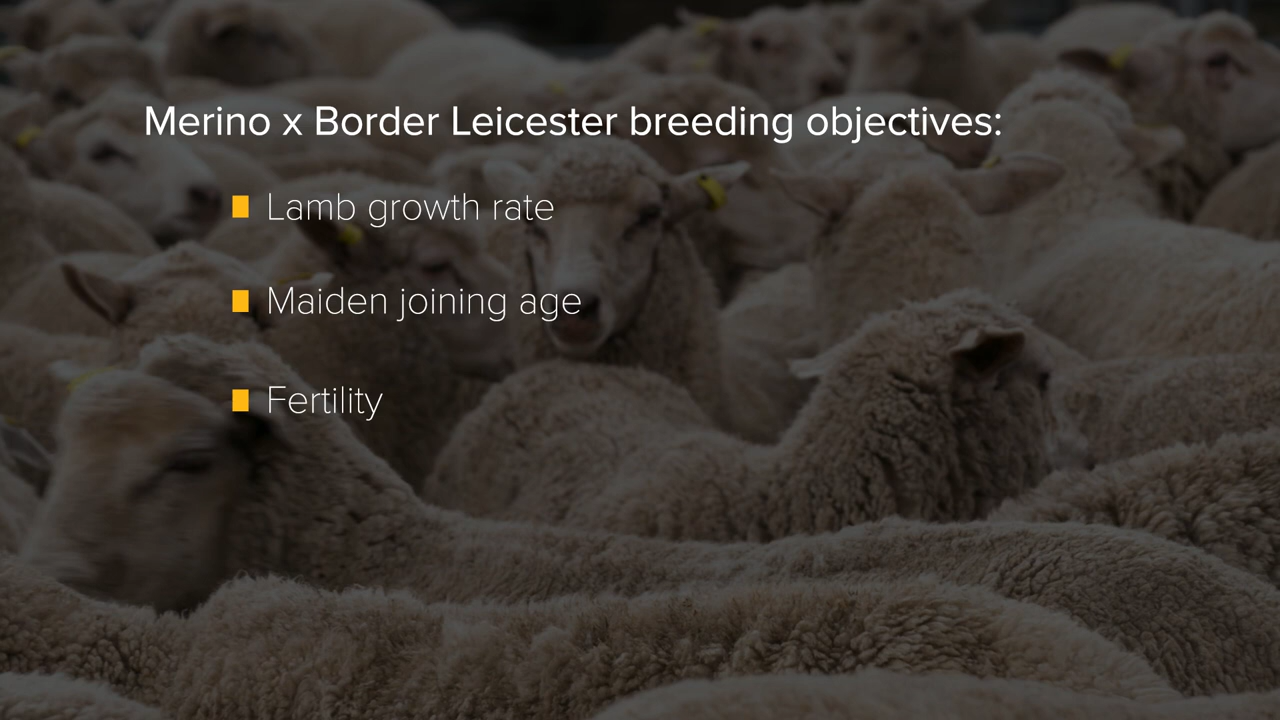 Merino x Border Leicester breeding objectives:
Lamb growth rate
Maiden joining age
Fertility